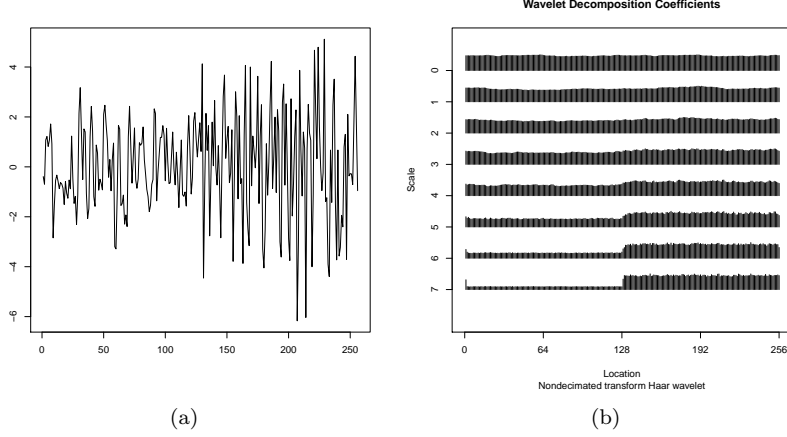 Wavelet Decomposition Coefficients
4
2
0
−2
−4
−6
0 50 100 150 200 250
0
1
2
3
4
5
6
7
Scale
0 64 128 192 256
Location
Nondecimated transform Haar wavelet
(a) (b)